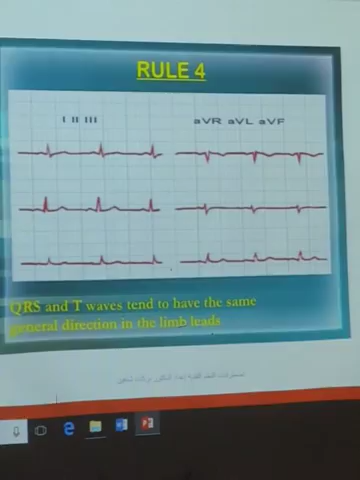 RULE 4
I II III
aVR aVL aVF
QRS and T waves tend to have the same
general direction in the limb leads